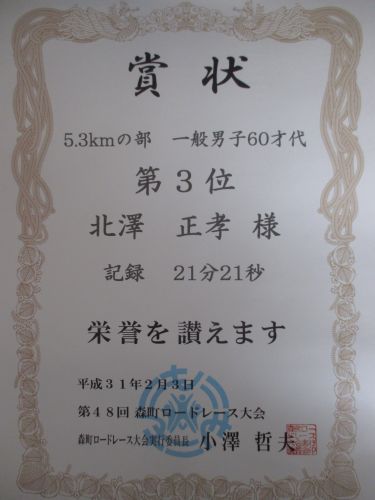 賞状
5.3kmの部　一般男子60才代
第３位
北澤　正孝 様
記録　21分21秒
栄誉を讃えます
平成３１年２月３日
第４８回 森町ロードレース大会
森町ロードレース大会実行委員長　小澤 哲夫